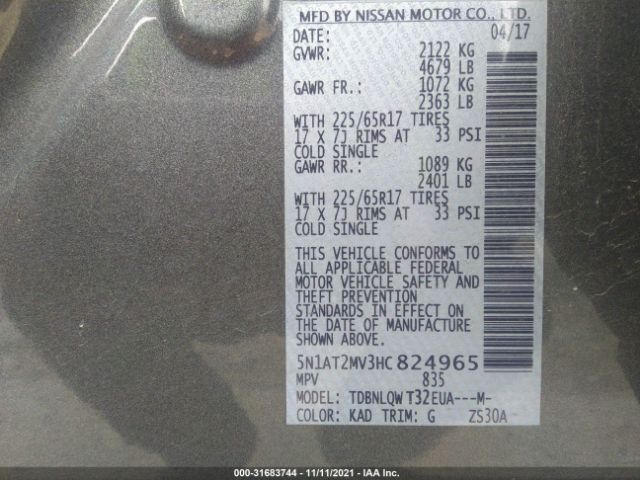 MFD BY NISSAN MOTOR CO., LTD.
DATE: 04/17
GVWR: 2122 KG
4679 LB
GAWR FR.: 1072 KG
2363 LB
WITH 225/65R17 TIRES
17 X 7J RIMS AT 33 PSI
COLD SINGLE
GAWR RR.: 1089 KG
2401 LB
WITH 225/65R17 TIRES
17 X 7J RIMS AT 33 PSI
COLD SINGLE
THIS VEHICLE CONFORMS TO
ALL APPLICABLE FEDERAL
MOTOR VEHICLE SAFETY AND
THEFT PREVENTION
STANDARDS IN EFFECT ON
THE DATE OF MANUFACTURE
SHOWN ABOVE.
5N1AT2MV3HC824965
MPV 835
MODEL: TDBNLQW T32EUA---M-
COLOR: KAD TRIM: G ZS30A
000-31683744 - 11/11/2021 - IAA Inc.